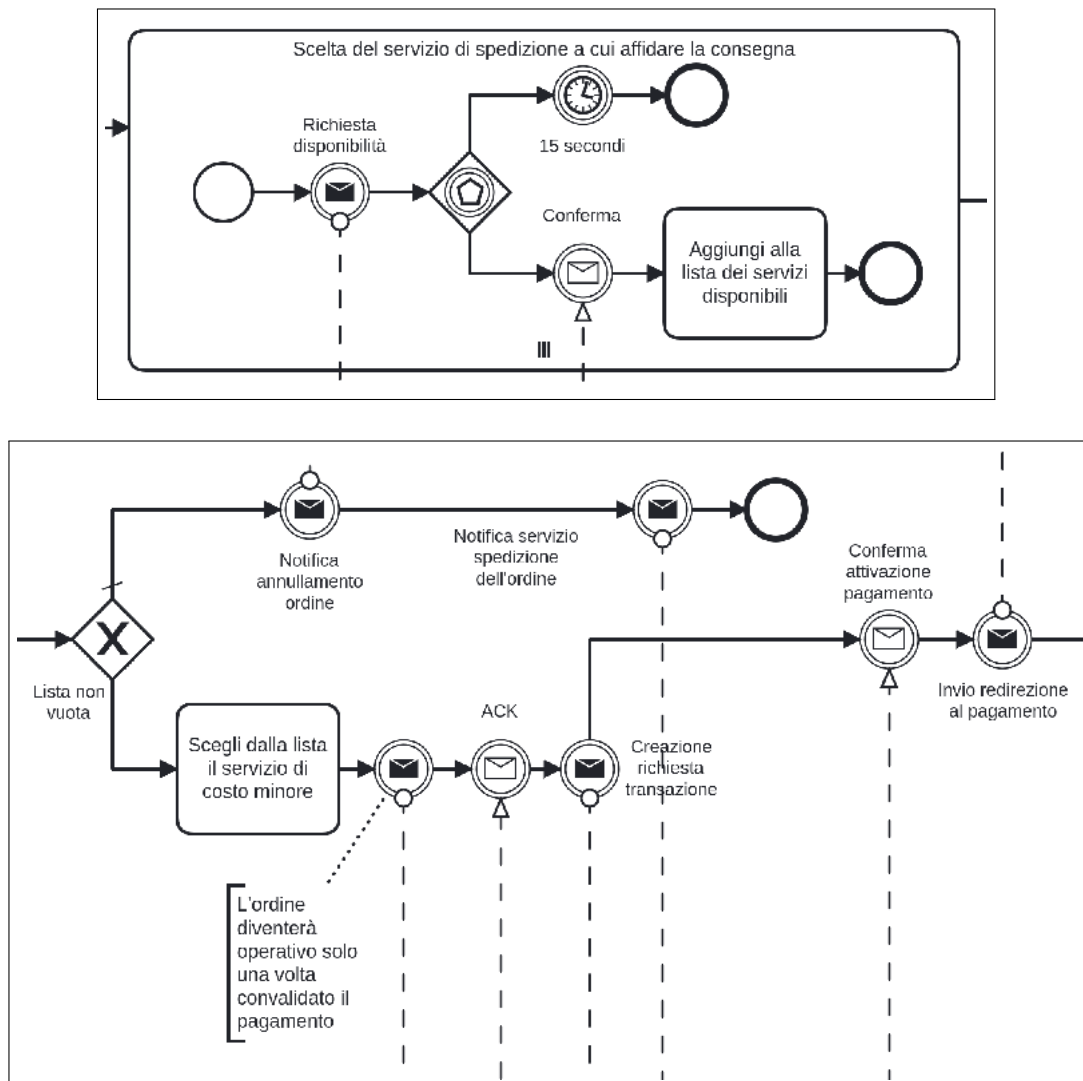 Scelta del servizio di spedizione a cui affidare la consegna
Richiesta
disponibilità
15 secondi
Conferma
Aggiungi alla
lista dei servizi
disponibili
Notifica
annullamento
ordine
Notifica servizio
spedizione
dell'ordine
Conferma
attivazione
pagamento
X
Lista non
vuota
Invio redirezione
al pagamento
Scegli dalla lista
il servizio di
costo minore
ACK
Creazione
richiesta
transazione
L'ordine
diventerà
operativo solo
una volta
convalidato il
pagamento